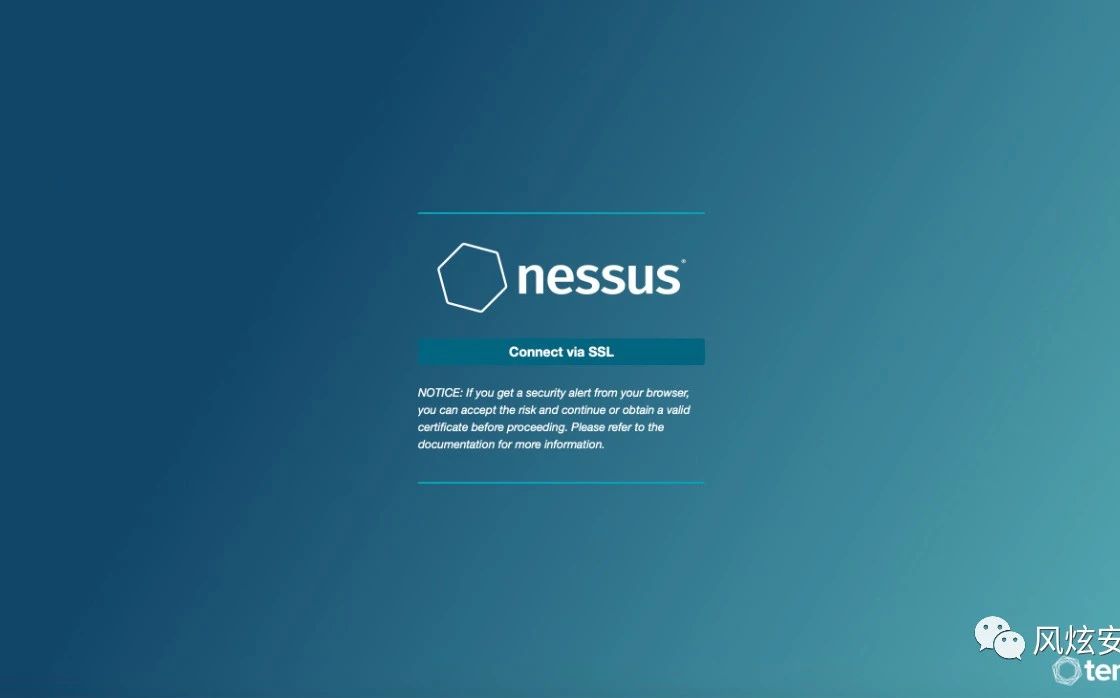 nessus®
Connect via SSL
NOTICE: If you get a security alert from your browser,
you can accept the risk and continue or obtain a valid
certificate before proceeding. Please refer to the
documentation for more information.
风炫安
ten